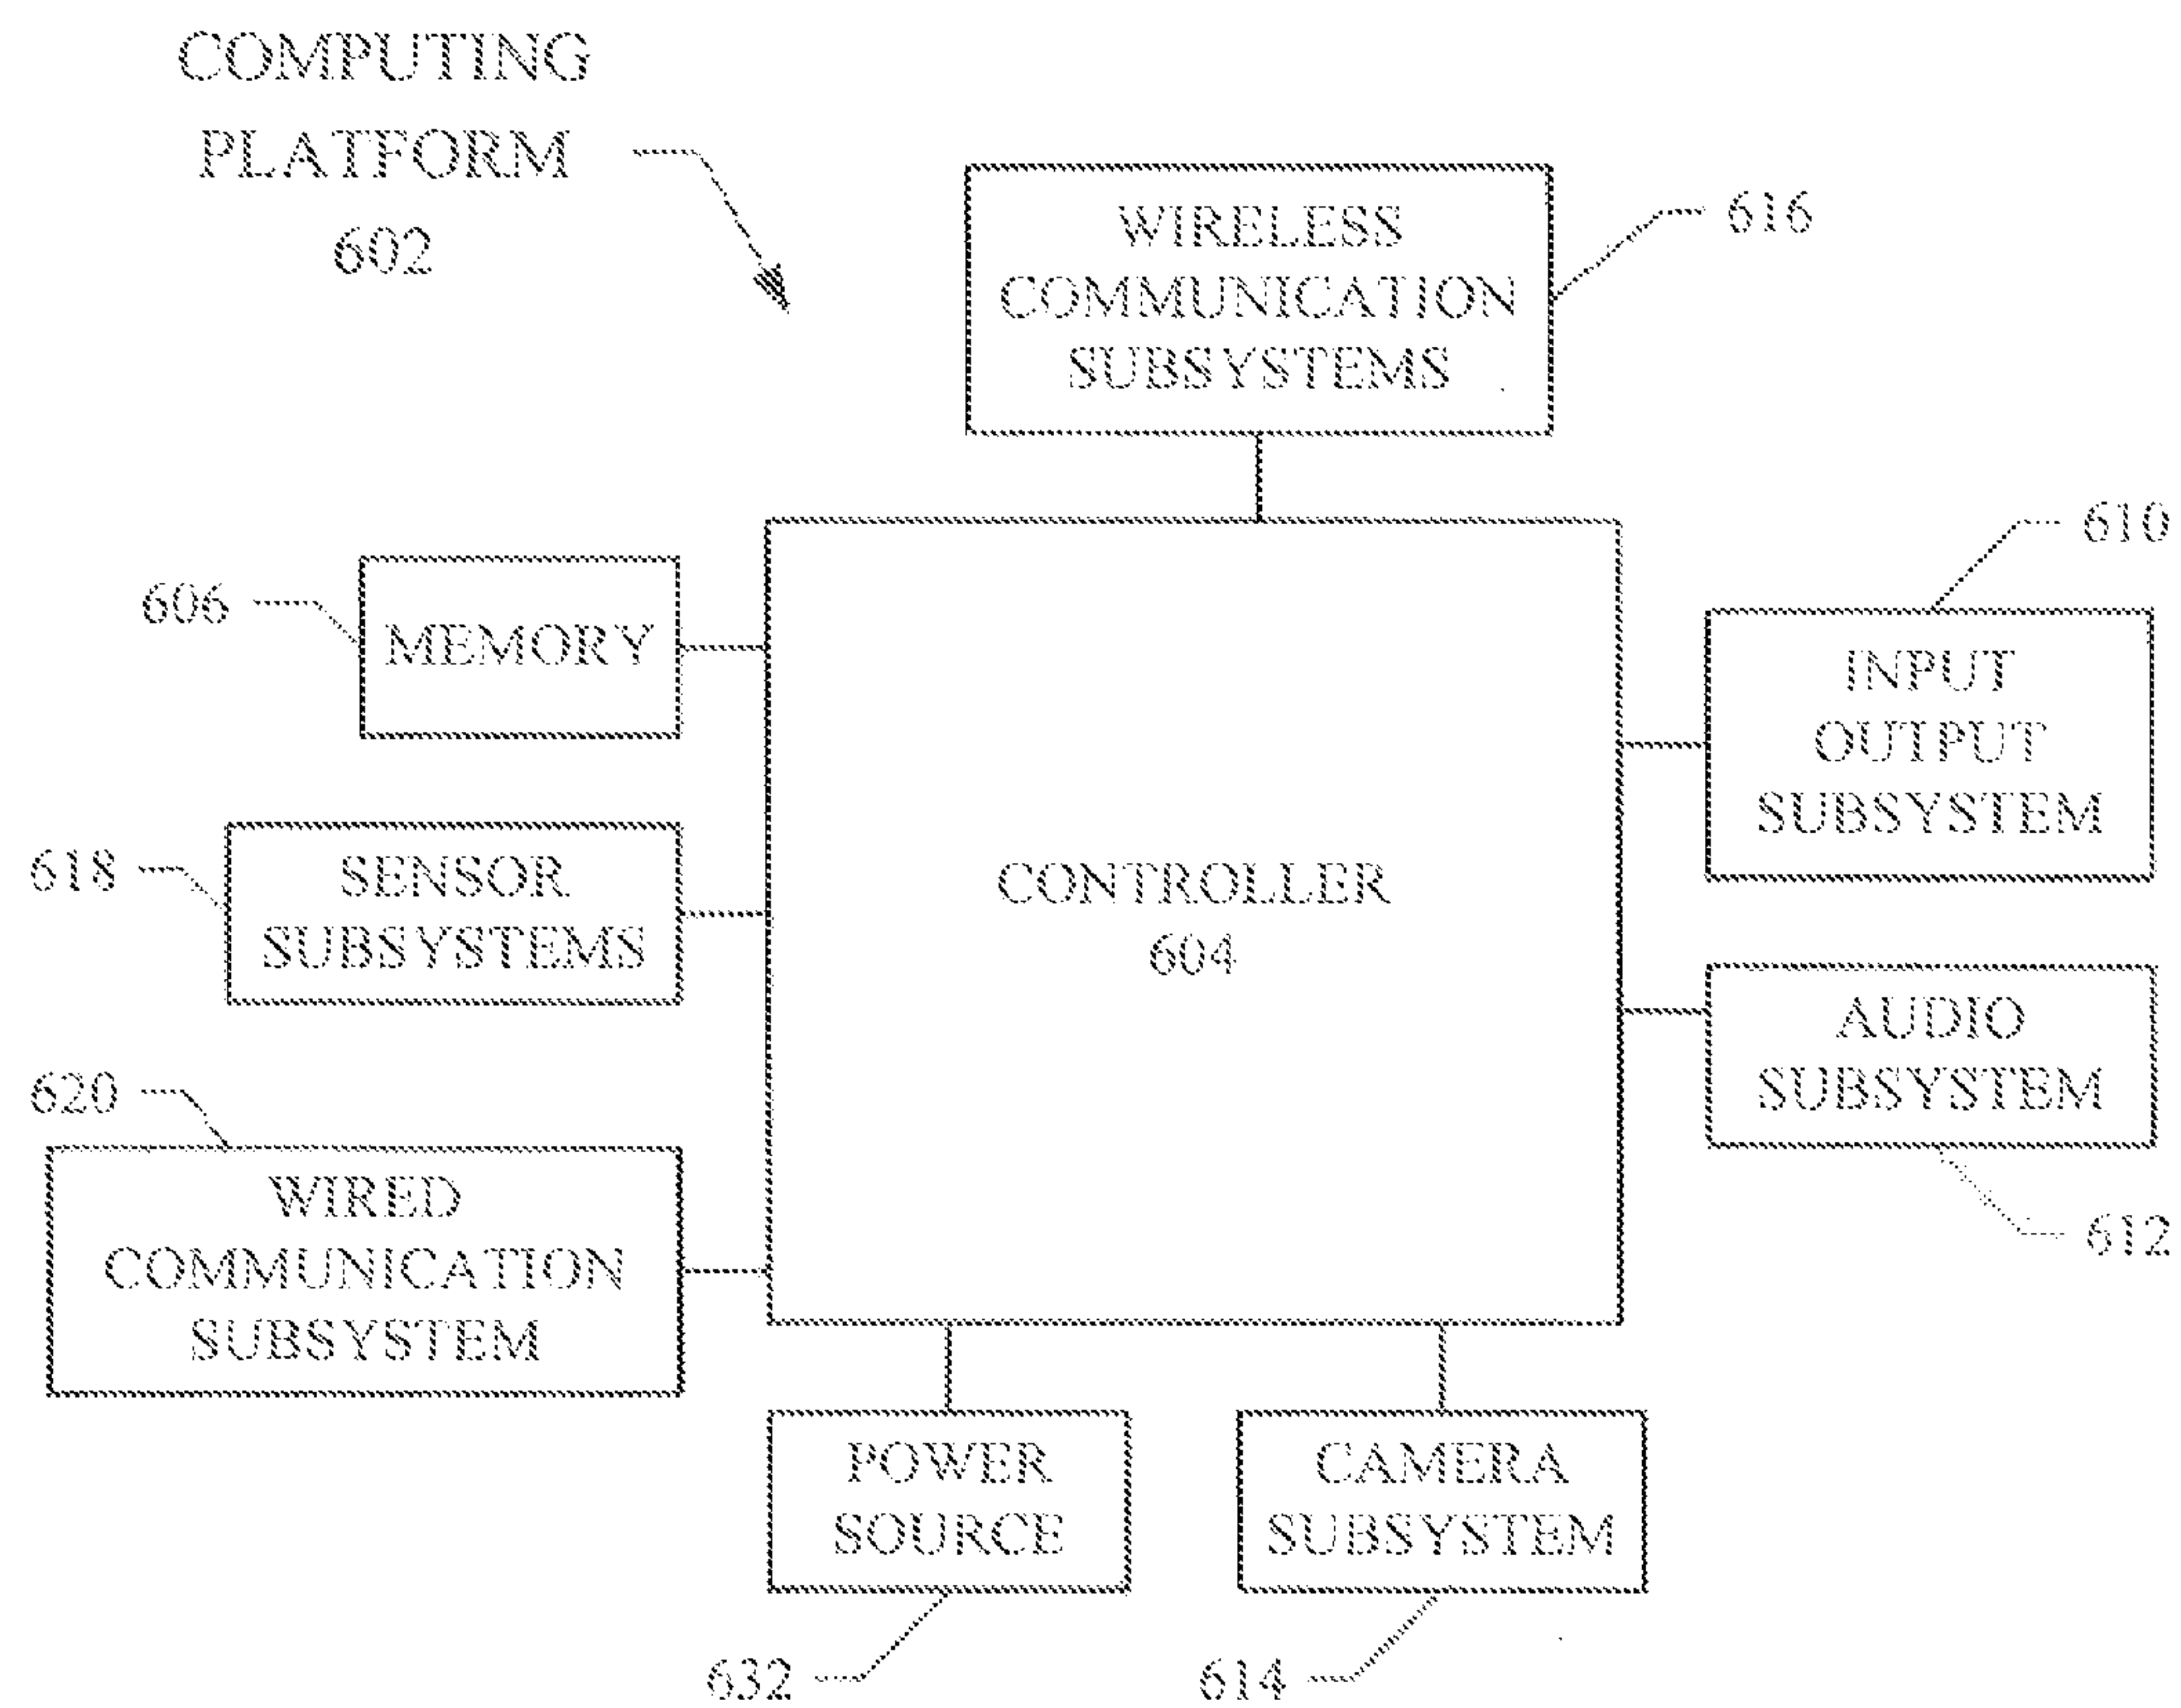 COMPUTING
PLATFORM
602
WIRELESS
COMMUNICATION
SUBSYSTEMS
616
606
MEMORY
610
INPUT
OUTPUT
SUBSYSTEM
618
SENSOR
SUBSYSTEMS
CONTROLLER
604
AUDIO
SUBSYSTEM
612
620
WIRED
COMMUNICATION
SUBSYSTEM
POWER
SOURCE
632
CAMERA
SUBSYSTEM
614